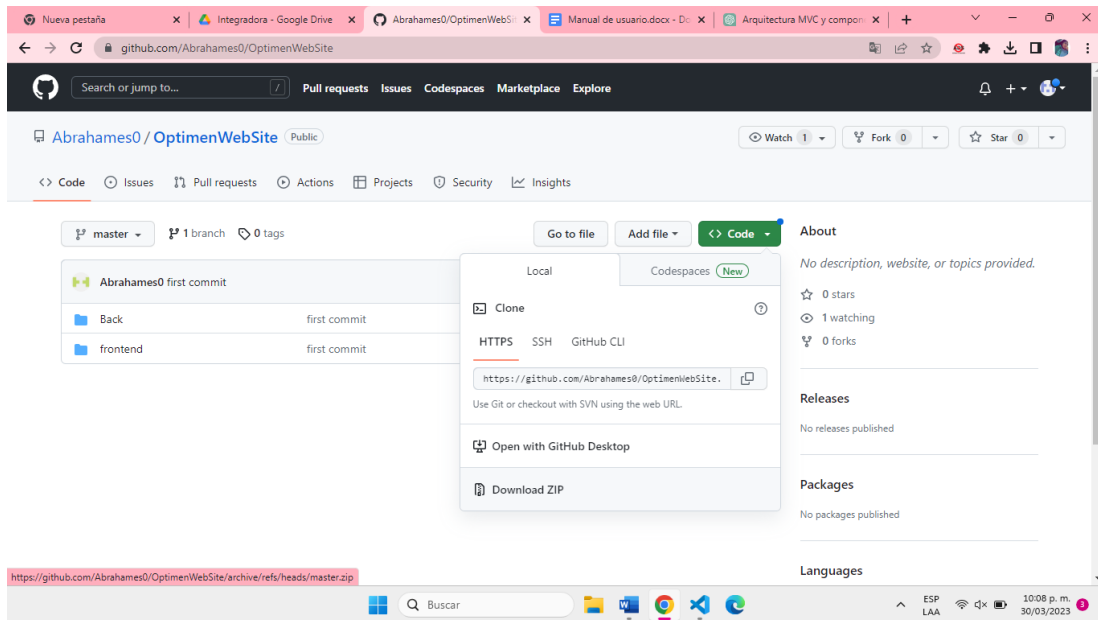 Nueva pestaña
Integradora - Google Drive
Abrahames0/OptimenWebSit
Manual de usuario.docx - Do
Arquitectura MVC y compon
github.com/Abrahames0/OptimenWebSite
Search or jump to...
/
Pull requests Issues Codespaces Marketplace Explore
Abrahames0 / OptimenWebSite Public
Watch 1
Fork 0
Star 0
<> Code
Issues
Pull requests
Actions
Projects
Security
Insights
master
1 branch
0 tags
Go to file
Add file
<> Code
Abrahames0 first commit
Back first commit
frontend first commit
Local
Codespaces New
Clone
HTTPS SSH GitHub CLI
https://github.com/Abrahames0/OptimenWebSite.
Use Git or checkout with SVN using the web URL.
Open with GitHub Desktop
Download ZIP
About
No description, website, or topics provided.
0 stars
1 watching
0 forks
Releases
No releases published
Packages
No packages published
Languages
https://github.com/Abrahames0/OptimenWebSite/archive/refs/heads/master.zip
Buscar
ESP
LAA
10:08 p. m.
30/03/2023
3